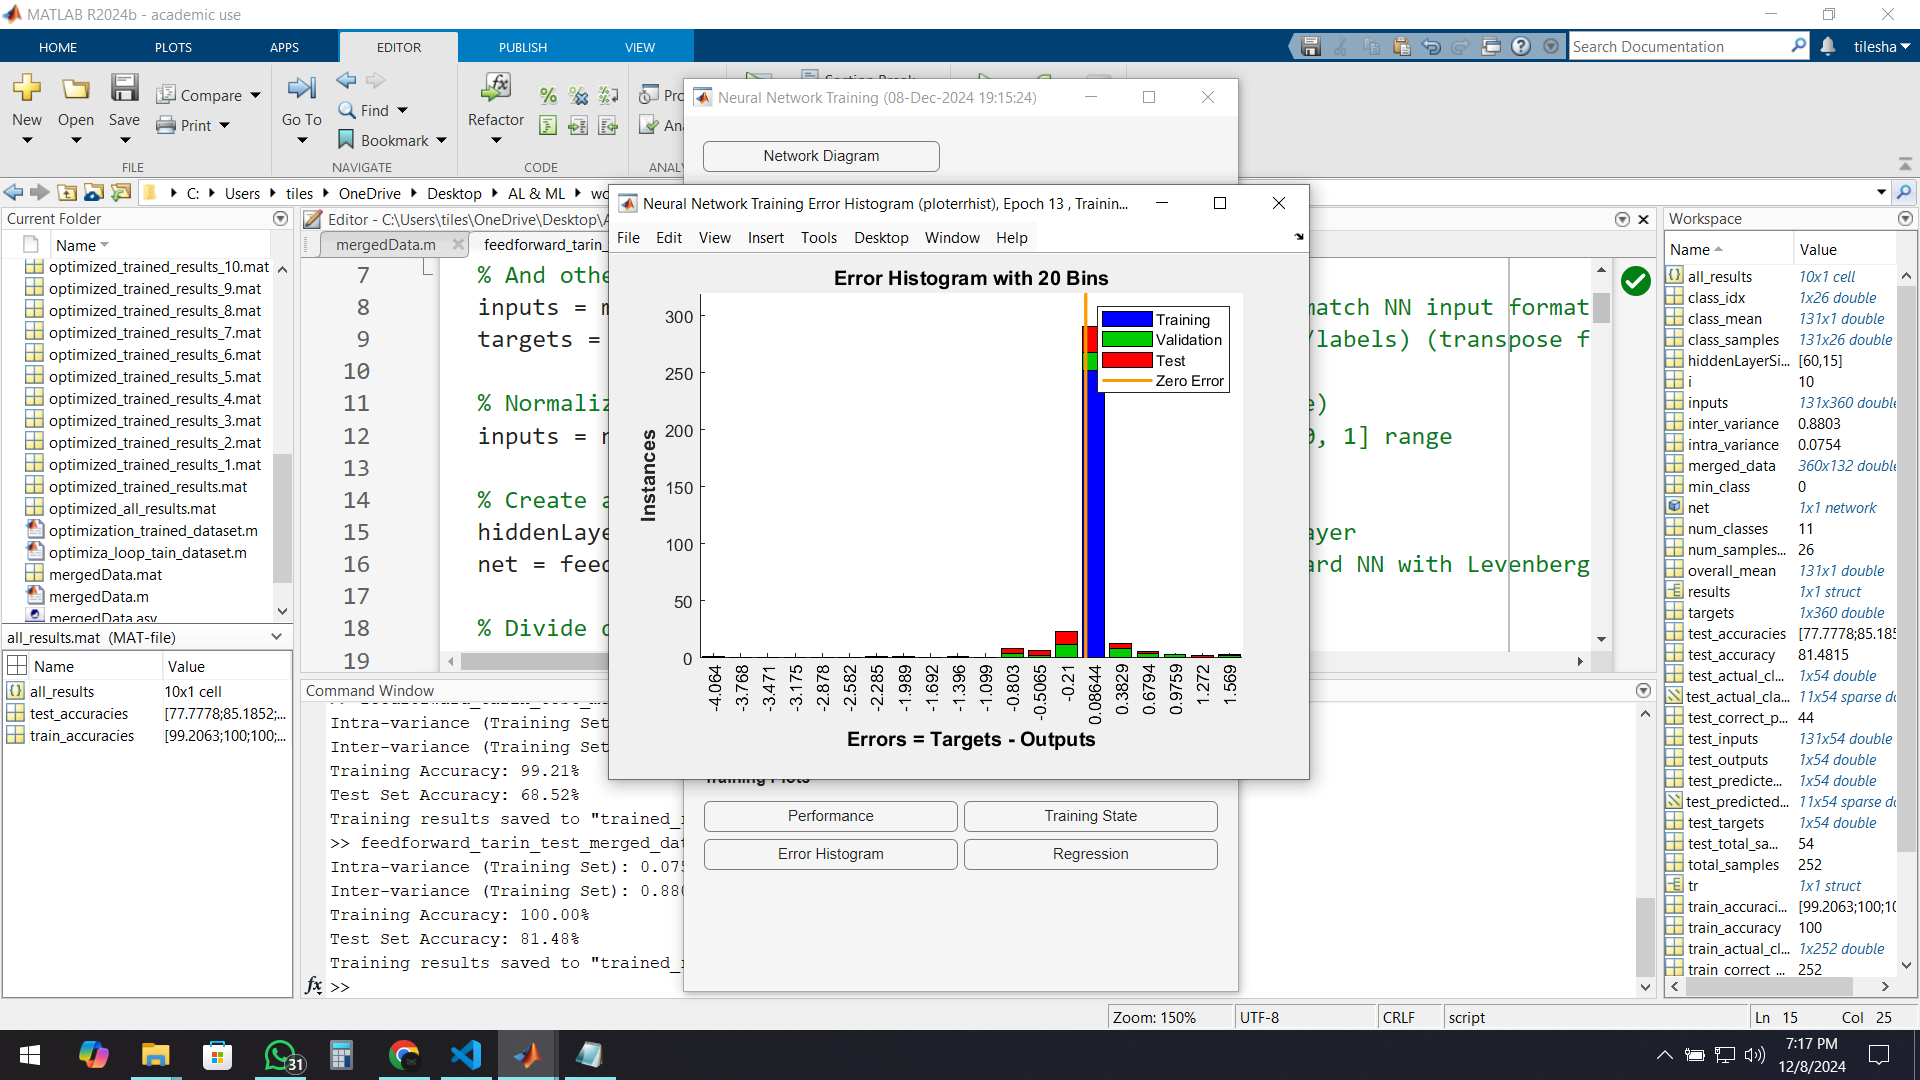 MATLAB R2024b - academic use
HOME PLOTS APPS EDITOR PUBLISH VIEW
Search Documentation
tilesha
New Open Save Compare Print
Go To Find Bookmark
Refactor
FILE NAVIGATE CODE
C: Users tiles OneDrive Desktop AL & ML
Current Folder
Name
optimized_trained_results_10.mat
optimized_trained_results_9.mat
optimized_trained_results_8.mat
optimized_trained_results_7.mat
optimized_trained_results_6.mat
optimized_trained_results_5.mat
optimized_trained_results_4.mat
optimized_trained_results_3.mat
optimized_trained_results_2.mat
optimized_trained_results_1.mat
optimized_trained_results.mat
optimized_all_results.mat
optimization_trained_dataset.m
optimiza_loop_tain_dataset.m
mergedData.mat
mergedData.m
mergedData.asv
all_results.mat (MAT-file)
Name Value
all_results 10x1 cell
test_accuracies [77.7778;85.1852;...
train_accuracies [99.2063;100;100;...
Editor - C:\Users\tiles\OneDrive\Desktop\
mergedData.m feedforward_tarin_
7 % And othe
8 inputs = match NN input format
9 targets = /labels) (transpose f
10
11 % Normaliz
12 inputs = , 1] range
13
14 % Create a
15 hiddenLaye ayer
16 net = feed ard NN with Levenberg
17
18 % Divide
19
Command Window
Intra-variance (Training Set
Inter-variance (Training Set
Training Accuracy: 99.21%
Test Set Accuracy: 68.52%
Training results saved to "trained_
>> feedforward_tarin_test_merged_dat
Intra-variance (Training Set): 0.075
Inter-variance (Training Set): 0.880
Training Accuracy: 100.00%
Test Set Accuracy: 81.48%
Training results saved to "trained_
fx >>
Neural Network Training (08-Dec-2024 19:15:24)
Network Diagram
Neural Network Training Error Histogram (ploterrhist), Epoch 13 , Trainin...
File Edit View Insert Tools Desktop Window Help
Error Histogram with 20 Bins
Instances
300
250
200
150
100
50
0
Training
Validation
Test
Zero Error
-4.064 -3.768 -3.471 -3.175 -2.878 -2.582 -2.285 -1.989 -1.692 -1.396 -1.099 -0.803 -0.5065 -0.21 0.08644 0.3829 0.6794 0.9759 1.272 1.569
Errors = Targets - Outputs
Training Plots
Performance Training State
Error Histogram Regression
Workspace
Name Value
all_results 10x1 cell
class_idx 1x26 double
class_mean 131x1 double
class_samples 131x26 double
hiddenLayerSi... [60,15]
i 10
inputs 131x360 double
inter_variance 0.8803
intra_variance 0.0754
merged_data 360x132 double
min_class 0
net 1x1 network
num_classes 11
num_samples... 26
overall_mean 131x1 double
results 1x1 struct
targets 1x360 double
test_accuracies [77.7778;85.185
test_accuracy 81.4815
test_actual_cl... 1x54 double
test_actual_cla... 11x54 sparse do
test_correct_p... 44
test_inputs 131x54 double
test_outputs 1x54 double
test_predicte... 1x54 double
test_predicted... 11x54 sparse do
test_targets 1x54 double
test_total_sa... 54
total_samples 252
tr 1x1 struct
train_accuraci... [99.2063;100;10
train_accuracy 100
train_actual_cl... 1x252 double
train_correct_... 252
Zoom: 150% UTF-8 CRLF script Ln 15 Col 25
31
7:17 PM
12/8/2024